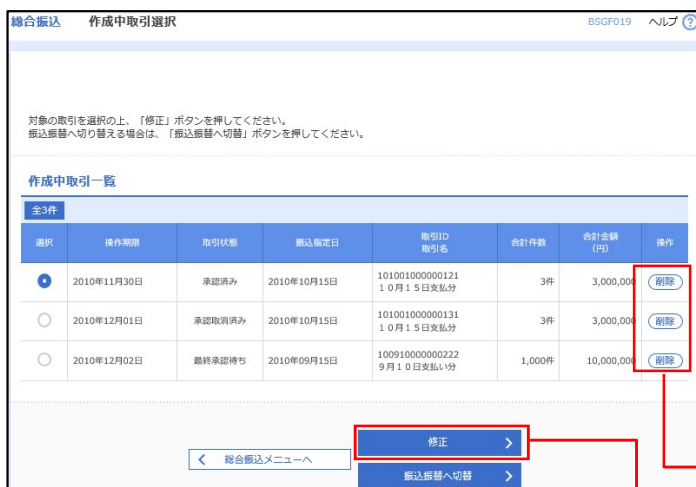 総合振込 作成中取引選択 BSGF019 ヘルプ ?
対象の取引を選択の上、「修正」ボタンを押してください。
振込振替へ切り替える場合は、「振込振替へ切替」ボタンを押してください。
作成中取引一覧
全3件
選択 操作期限 取引状態 振込指定日 取引ID 合計件数 合計金額 操作
取引名 (円)
2010年11月30日 承認済み 2010年10月15日 101001000000121 3件 3,000,000 削除
10月15日支払分
2010年12月01日 承認取消済み 2010年10月15日 101001000000131 3件 3,000,000 削除
10月15日支払分
2010年12月02日 最終承認待ち 2010年09月15日 100910000000222 1,000件 10,000,000 削除
9月10日支払い分
修正
総合振込メニューへ
振込振替へ切替